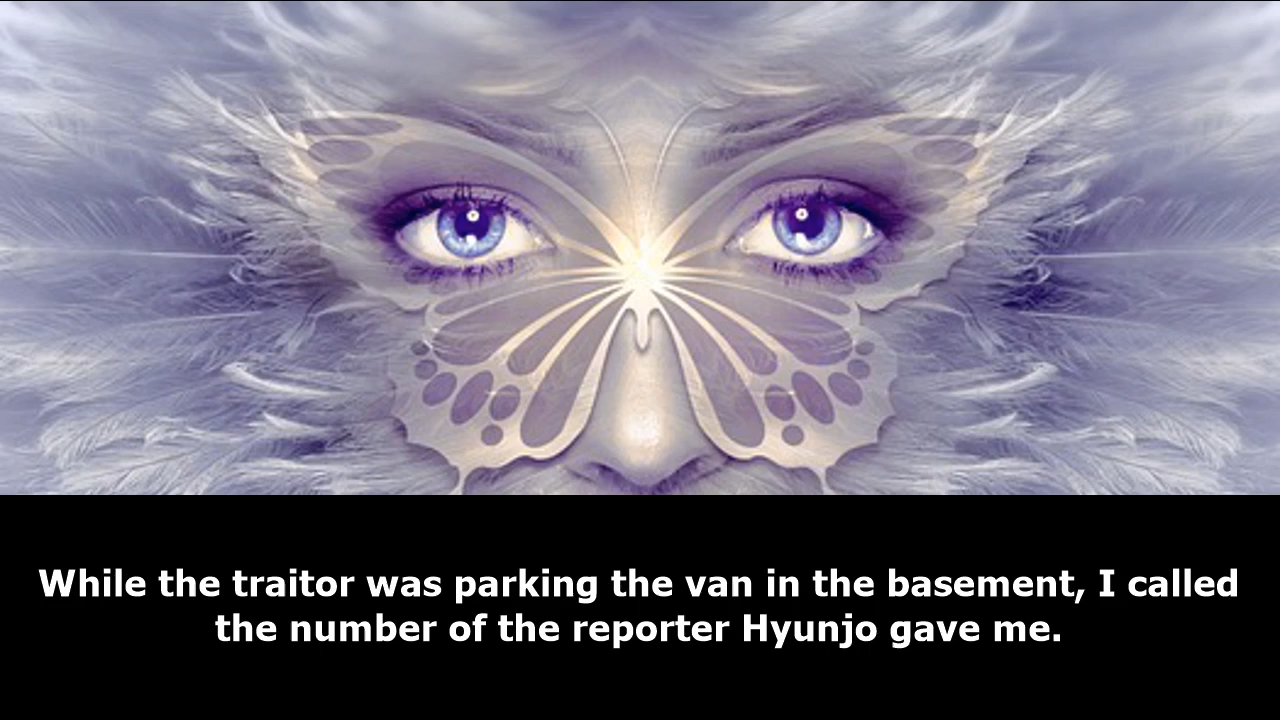 While the traitor was parking the van in the basement, I called
the number of the reporter Hyunjo gave me.